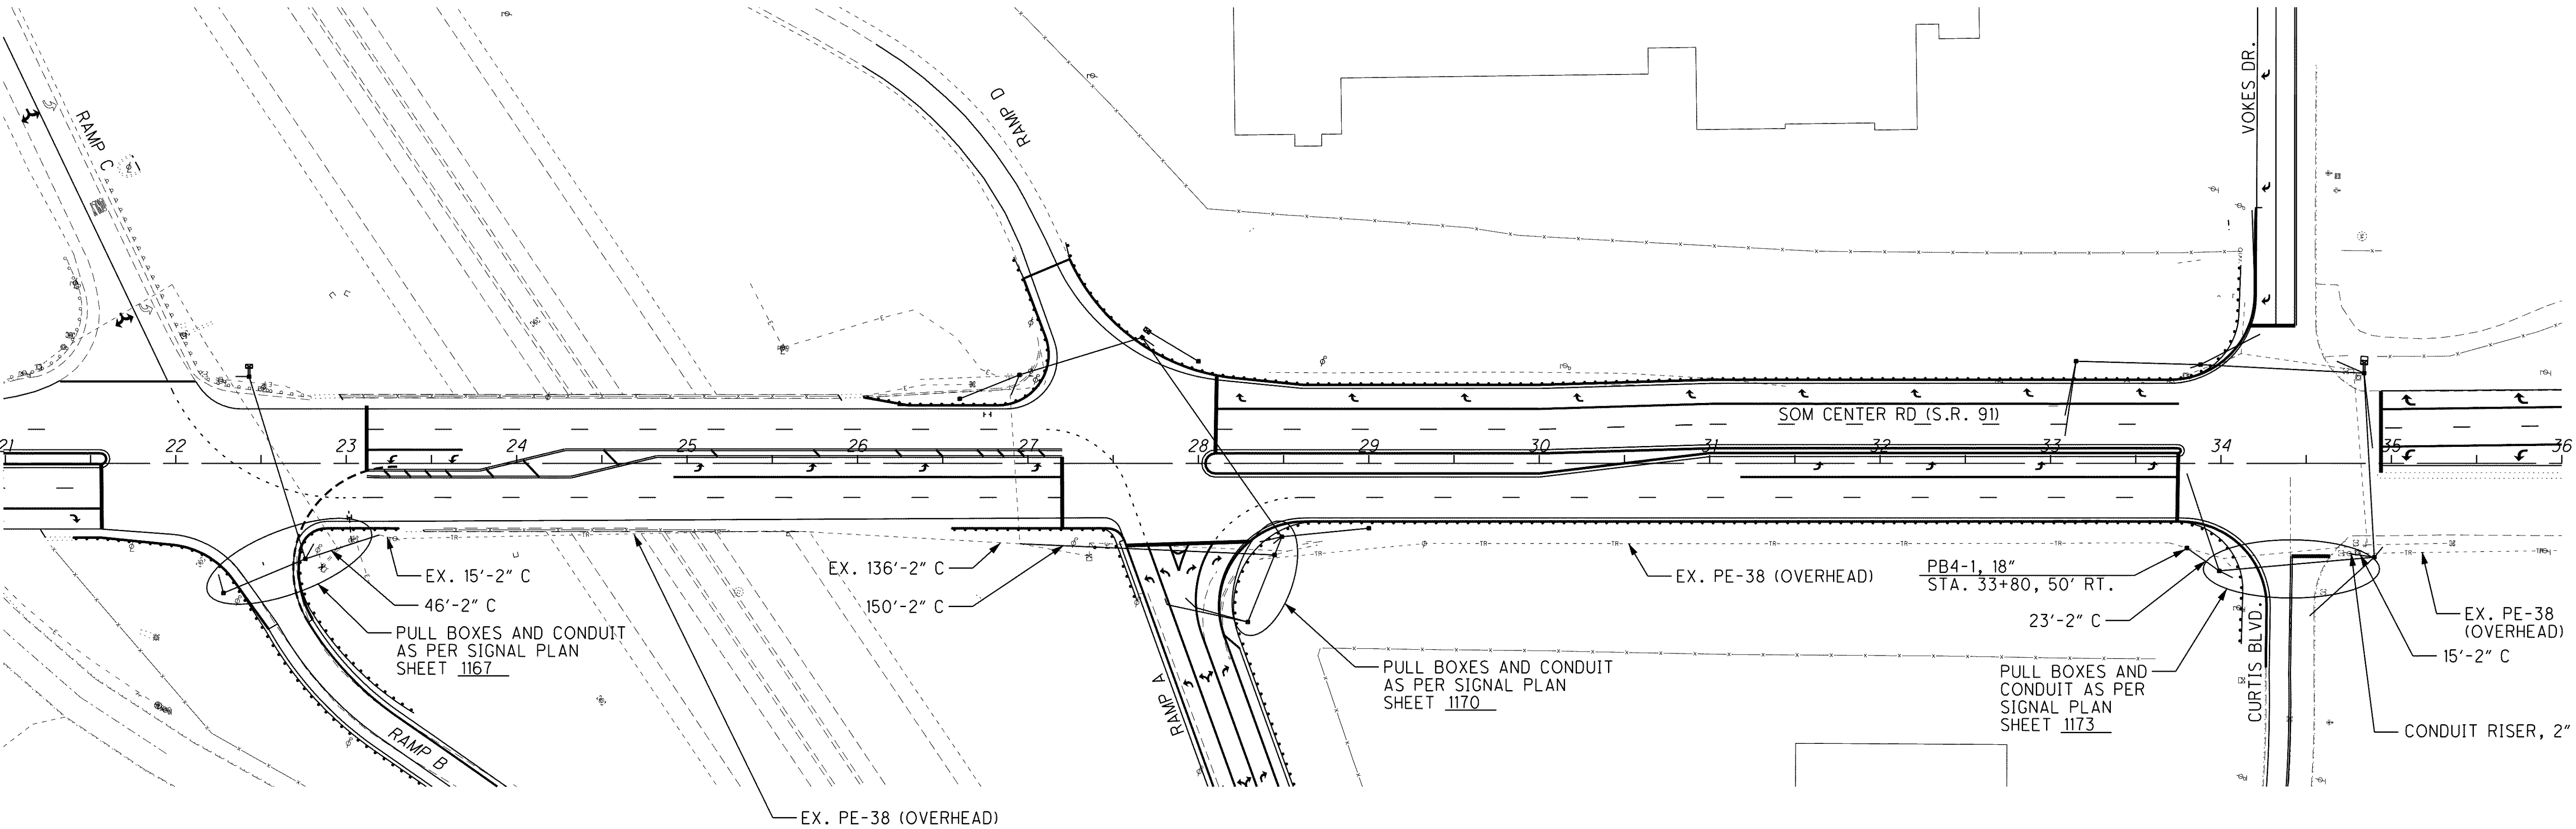 RAMP C
RAMP D
VOKES DR.
SOM CENTER RD (S.R. 91)
21
22
23
24
25
26
27
28
29
30
31
32
33
34
35
36
EX. 15'-2" C
46'-2" C
PULL BOXES AND CONDUIT
AS PER SIGNAL PLAN
SHEET 1167
RAMP B
EX. PE-38 (OVERHEAD)
EX. 136'-2" C
150'-2" C
RAMP A
PULL BOXES AND CONDUIT
AS PER SIGNAL PLAN
SHEET 1170
EX. PE-38 (OVERHEAD)
PB4-1, 18"
STA. 33+80, 50' RT.
23'-2" C
PULL BOXES AND
CONDUIT AS PER
SIGNAL PLAN
SHEET 1173
CURTIS BLVD.
EX. PE-38
(OVERHEAD)
15'-2" C
CONDUIT RISER, 2"